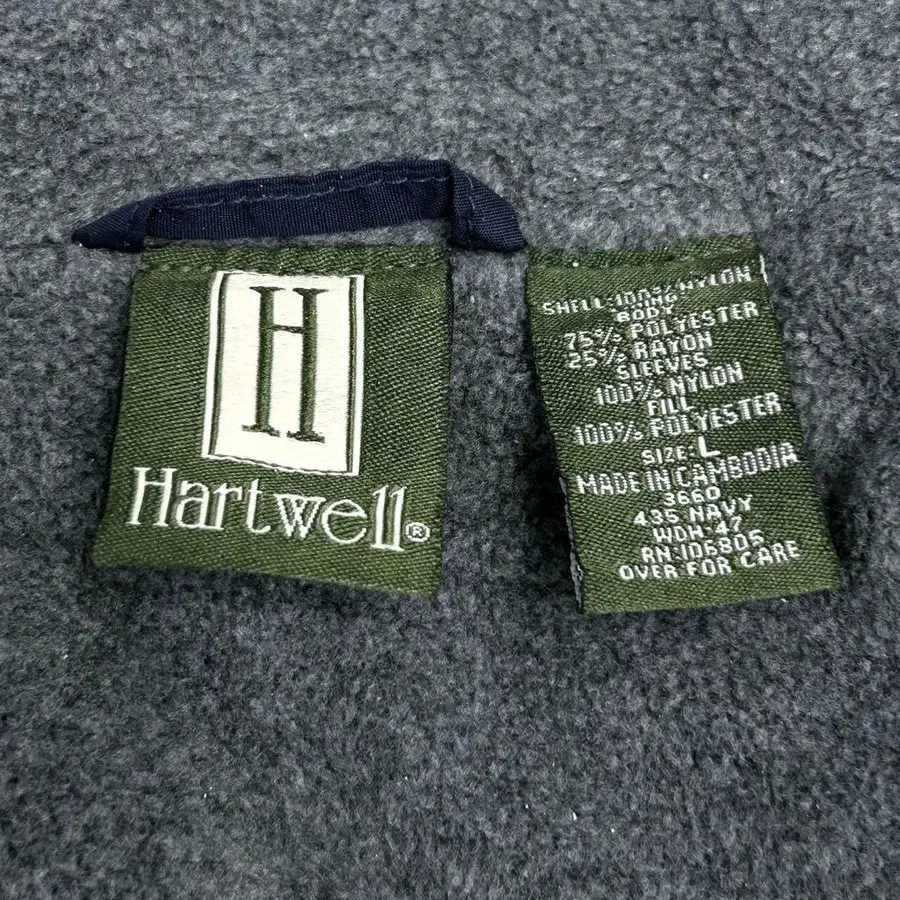 H
Hartwell®
SHELL: 100% NYLON
LINING
BODY
75% POLYESTER
25% RAYON
SLEEVES
100% NYLON
FILL
100% POLYESTER
SIZE: L
MADE IN CAMBODIA
3660
435 NAVY
WDH-47
RN:106805
OVER FOR CARE